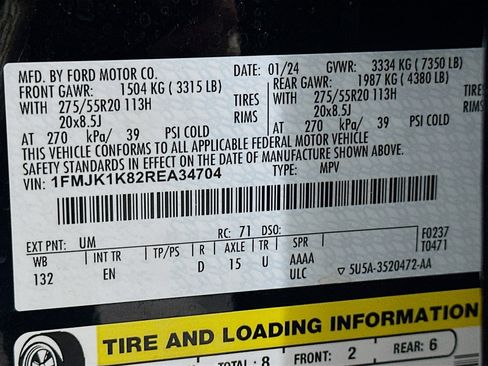 MFD. BY FORD MOTOR CO.
DATE: 01/24 GVWR: 3334 KG ( 7350 LB)
FRONT GAWR: 1504 KG ( 3315 LB) REAR GAWR: 1987 KG ( 4380 LB)
WITH 275/55R20 113H TIRES WITH 275/55R20 113H TIRES
20x8.5J RIMS 20x8.5J RIMS
AT 270 kPa/ 39 PSI COLD AT 270 kPa/ 39 PSI COLD
THIS VEHICLE CONFORMS TO ALL APPLICABLE FEDERAL MOTOR VEHICLE
SAFETY STANDARDS IN EFFECT ON THE DATE OF MANUFACTURE SHOWN ABOVE.
VIN: 1FMJK1K82REA34704 TYPE: MPV
EXT PNT: UM RC: 71 DSO: F0237
WB INT TR TP/PS R AXLE TR SPR T0471
132 EN D 15 U AAAA
ULC ▽ 5U5A-3520472-AA
TIRE AND LOADING INFORMATION
TOTAL: 8 FRONT: 2 REAR: 6